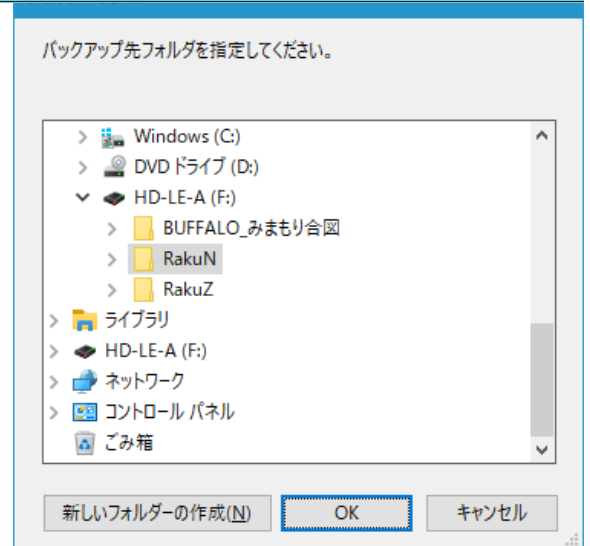 バックアップ先フォルダを指定してください。
Windows (C:)
DVD ドライブ (D:)
HD-LE-A (F:)
BUFFALO_みまもり合図
RakuN
RakuZ
ライブラリ
HD-LE-A (F:)
ネットワーク
コントロール パネル
ごみ箱
新しいフォルダーの作成(N) OK キャンセル